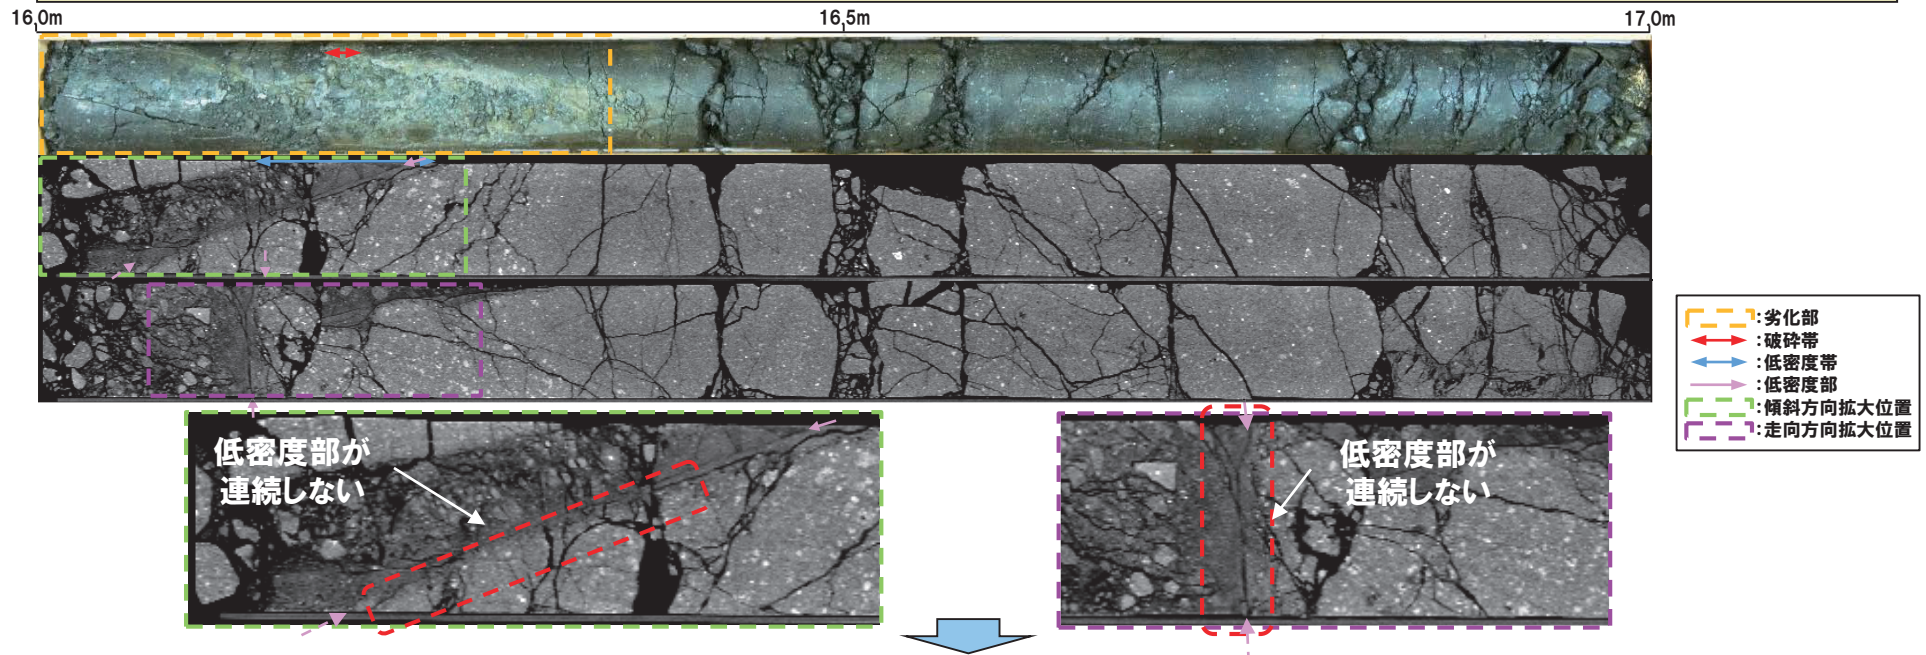 16.0m
16.5m
17.0m
:劣化部
:破砕帯
:低密度帯
:低密度部
:傾斜方向拡大位置
:走向方向拡大位置
低密度部が
連続しない
低密度部が
連続しない